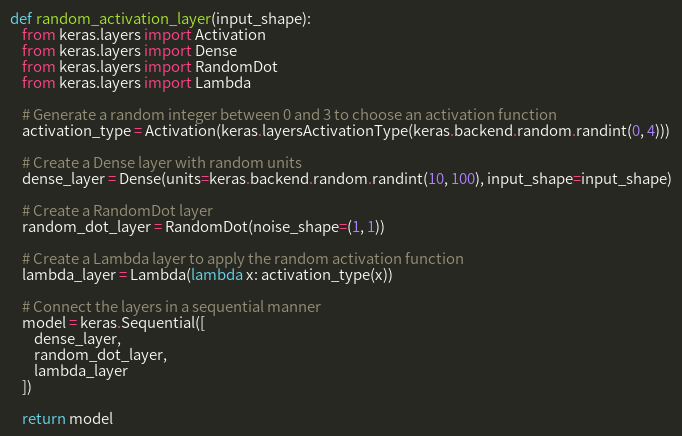 def random_activation_layer(input_shape):
    from keras.layers import Activation
    from keras.layers import Dense
    from keras.layers import RandomDot
    from keras.layers import Lambda

    # Generate a random integer between 0 and 3 to choose an activation function
    activation_type = Activation(keras.layersActivationType(keras.backend.random.randint(0, 4)))

    # Create a Dense layer with random units
    dense_layer = Dense(units=keras.backend.random.randint(10, 100), input_shape=input_shape)

    # Create a RandomDot layer
    random_dot_layer = RandomDot(noise_shape=(1, 1))

    # Create a Lambda layer to apply the random activation function
    lambda_layer = Lambda(lambda x: activation_type(x))

    # Connect the layers in a sequential manner
    model = keras.Sequential([
        dense_layer,
        random_dot_layer,
        lambda_layer
    ])

    return model